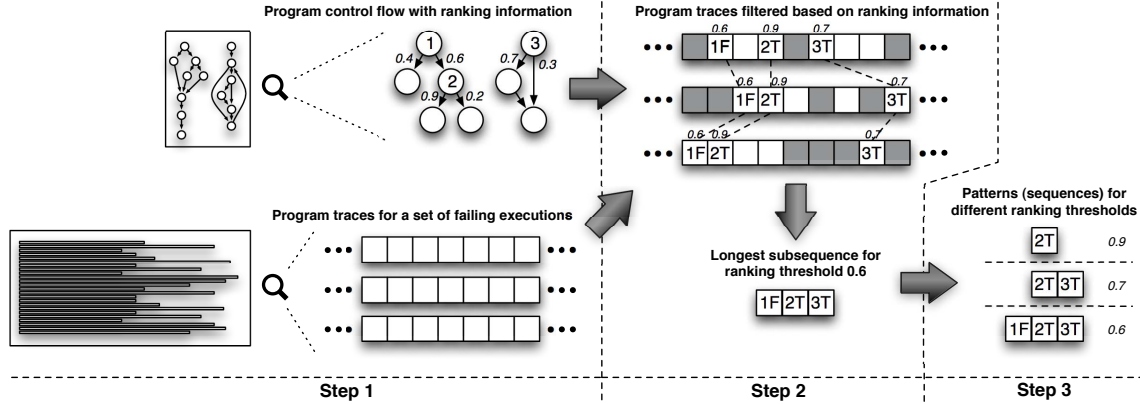 Program control flow with ranking information
1
0.4
0.6
2
0.9
0.2
3
0.7
0.3
Program traces for a set of failing executions
Program traces filtered based on ranking information
0.6 0.9 0.7
1F 2T 3T
0.6 0.9 0.7
1F 2T 3T
0.6 0.9 0.7
1F 2T 3T
Longest subsequence for
ranking threshold 0.6
1F 2T 3T
Patterns (sequences) for
different ranking thresholds
2T 0.9
2T 3T 0.7
1F 2T 3T 0.6
Step 1
Step 2
Step 3